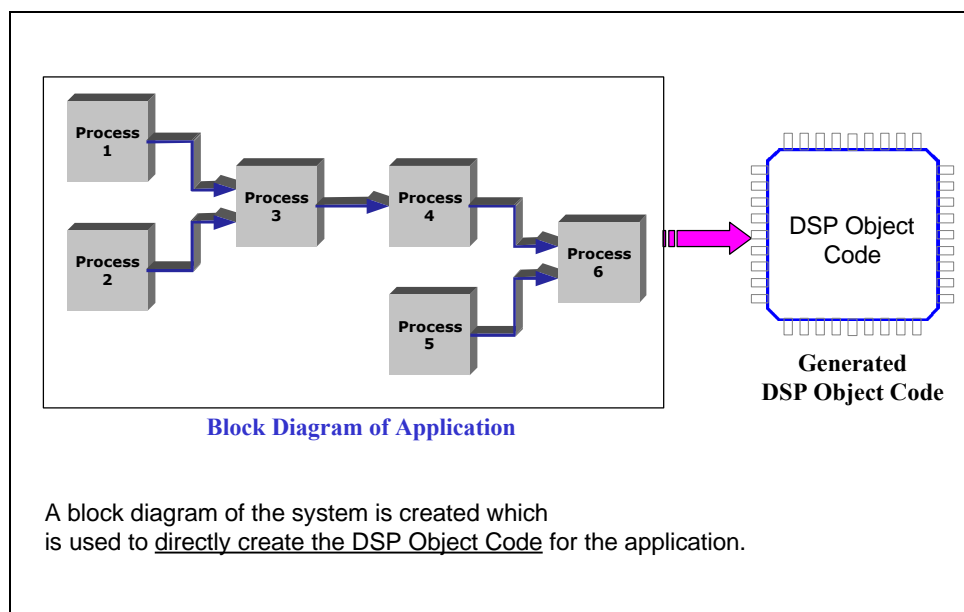 Process
1
Process
2
Process
3
Process
4
Process
5
Process
6
DSP Object
Code
Generated
DSP Object Code
Block Diagram of Application
A block diagram of the system is created which
is used to directly create the DSP Object Code for the application.